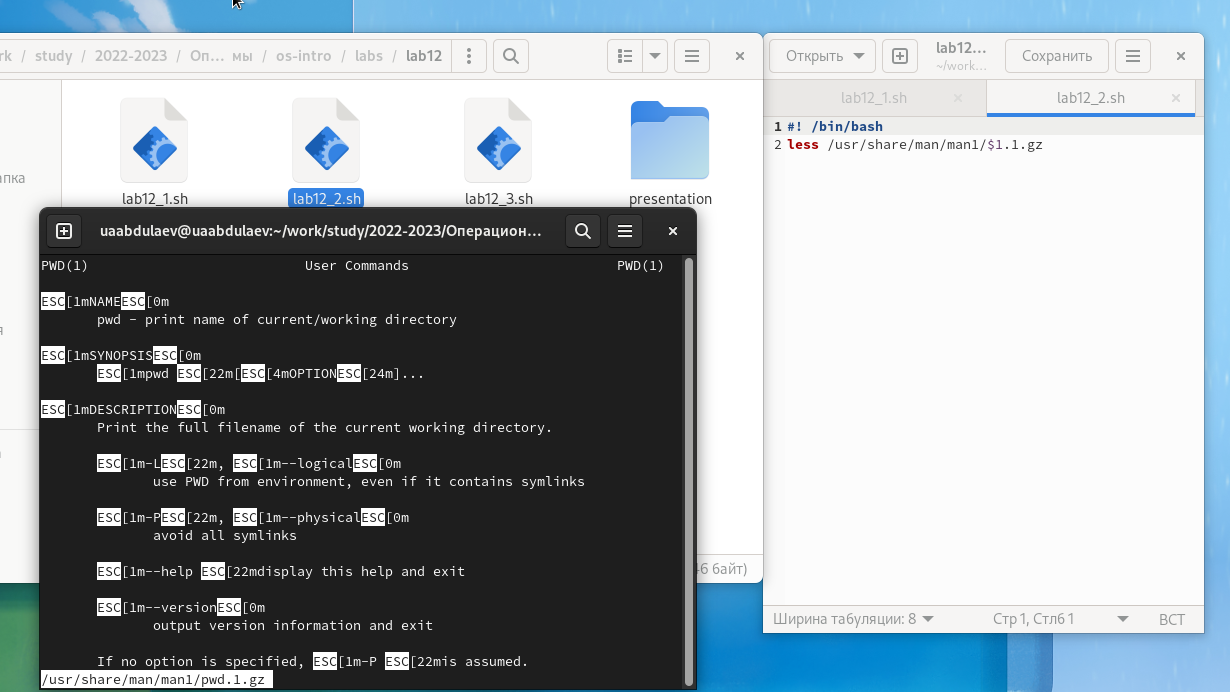 rk / study / 2022-2023 / Оп… мы / os-intro / labs / lab12
апка
я
lab12_1.sh
lab12_2.sh
lab12_3.sh
presentation
46 байт)
Открыть
lab12…
~/work…
Сохранить
lab12_1.sh
lab12_2.sh
1 #! /bin/bash
2 less /usr/share/man/man1/$1.1.gz
Ширина табуляции: 8
Стр 1, Стлб 1
ВСТ
uaabdulaev@uaabdulaev:~/work/study/2022-2023/Операцион…
PWD(1) User Commands PWD(1)
ESC[1mNAMEESC[0m
pwd - print name of current/working directory
ESC[1mSYNOPSISESC[0m
ESC[1mpwd ESC[22m[ESC[4mOPTIONESC[24m]...
ESC[1mDESCRIPTIONESC[0m
Print the full filename of the current working directory.
ESC[1m-LESC[22m, ESC[1m--logicalESC[0m
use PWD from environment, even if it contains symlinks
ESC[1m-PESC[22m, ESC[1m--physicalESC[0m
avoid all symlinks
ESC[1m--help ESC[22mdisplay this help and exit
ESC[1m--versionESC[0m
output version information and exit
If no option is specified, ESC[1m-P ESC[22mis assumed.
/usr/share/man/man1/pwd.1.gz